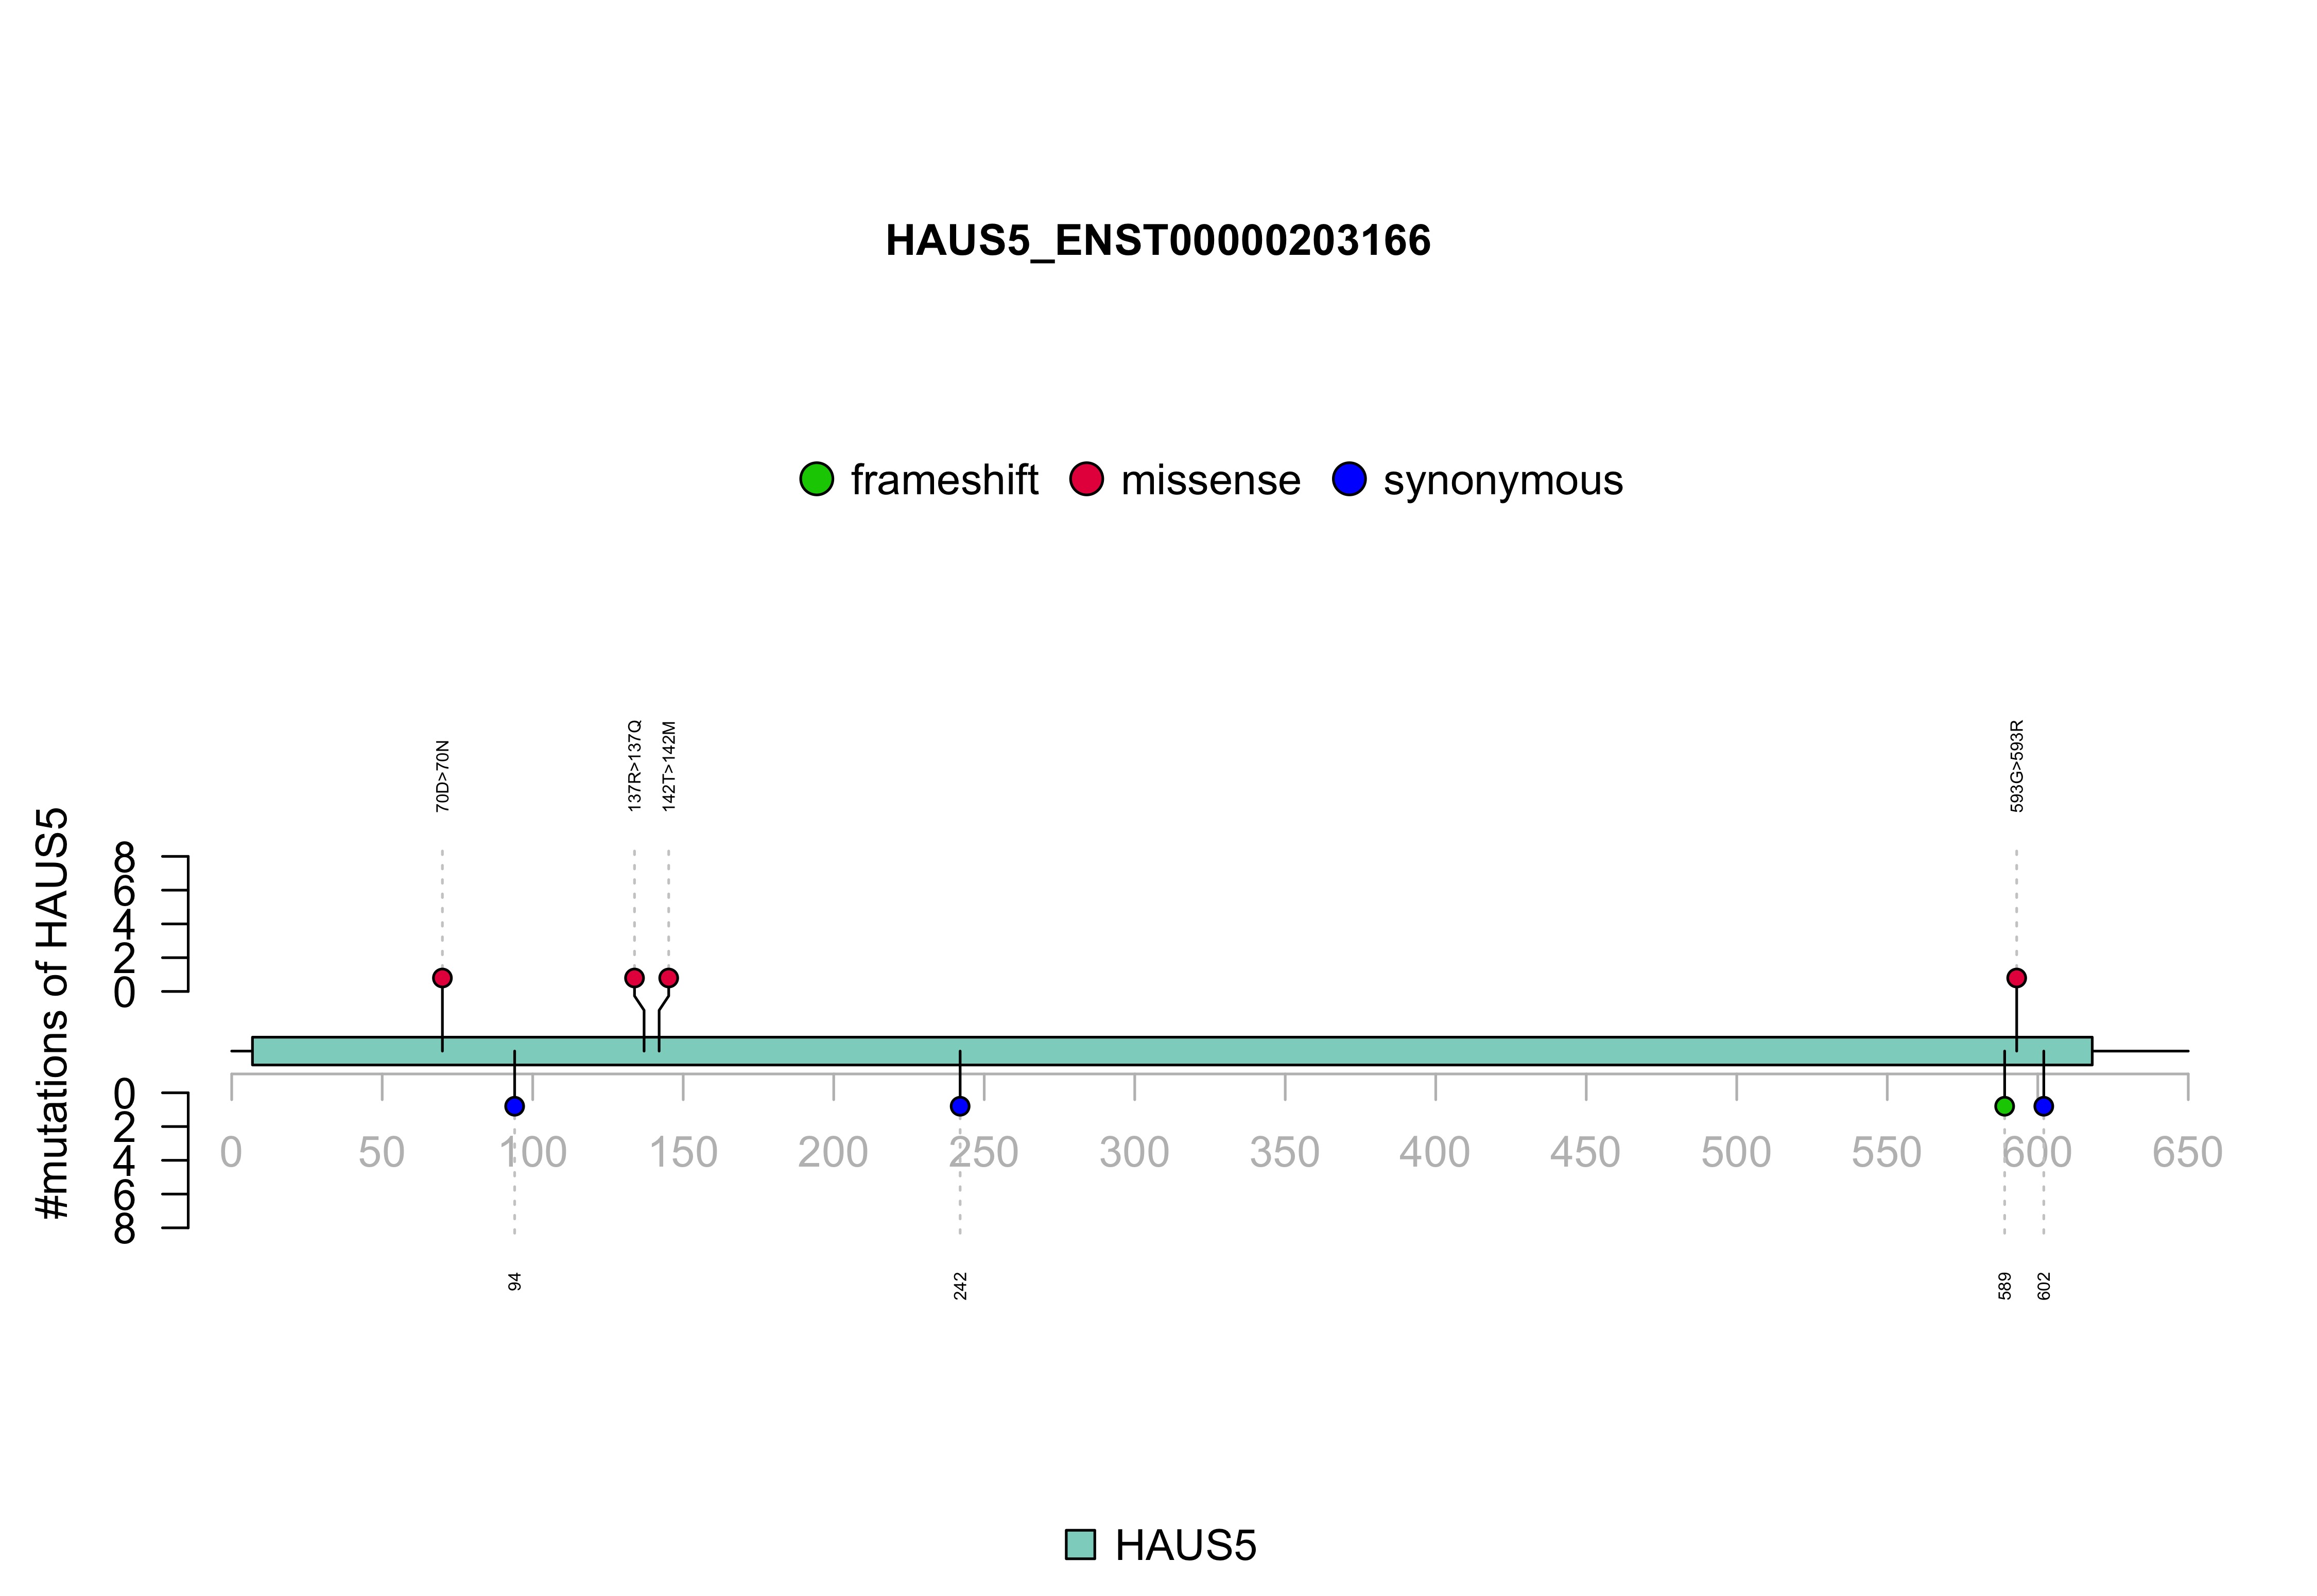 HAUS5_ENST00000203166
frameshift missense synonymous
70D>70N
137R>137Q
142T>142M
593G>593R
#mutations of HAUS5
8
6
4
2
0
0
2
4
6
8
0 50 100 150 200 250 300 350 400 450 500 550 600 650
94
242
589
602
HAUS5